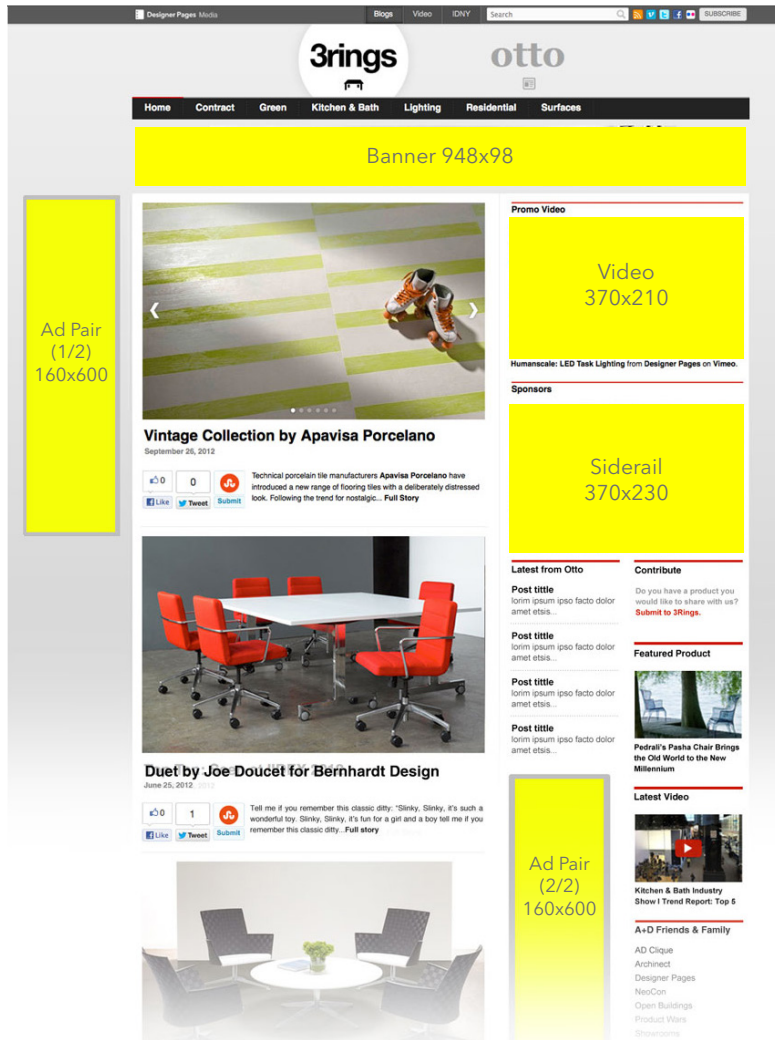 Designer Pages Media
Blogs Video IDNY Search SUBSCRIBE
3rings otto
Home Contract Green Kitchen & Bath Lighting Residential Surfaces
Banner 948x98
Ad Pair
(1/2)
160x600
Vintage Collection by Apavisa Porcelano
September 26, 2012
0 0
Like Tweet Submit
Technical porcelain tile manufacturers Apavisa Porcelano have
introduced a new range of flooring tiles with a deliberately distressed
look. Following the trend for nostalgic... Full Story
Duet by Joe Doucet for Bernhardt Design
June 25, 2012
0 1
Like Tweet Submit
Tell me if you remember this classic ditty: "Slinky, Slinky, it's such a
wonderful toy. Slinky, Slinky, it's fun for a girl and a boy tell me if you
remember this classic ditty...Full story
Promo Video
Video
370x210
Humanscale: LED Task Lighting from Designer Pages on Vimeo.
Sponsors
Siderail
370x230
Latest from Otto
Post tittle
lorim ipsum ipso facto dolor
amet etsis...
Post tittle
lorim ipsum ipso facto dolor
amet etsis...
Post tittle
lorim ipsum ipso facto dolor
amet etsis...
Post tittle
lorim ipsum ipso facto dolor
amet etsis...
Ad Pair
(2/2)
160x600
Contribute
Do you have a product you
would like to share with us?
Submit to 3Rings.
Featured Product
Pedrali's Pasha Chair Brings
the Old World to the New
Millennium
Latest Video
Kitchen & Bath Industry
Show I Trend Report: Top 5
A+D Friends & Family
AD Clique
Architect
Designer Pages
NeoCon
Open Buildings
Product Wars
Showrooms